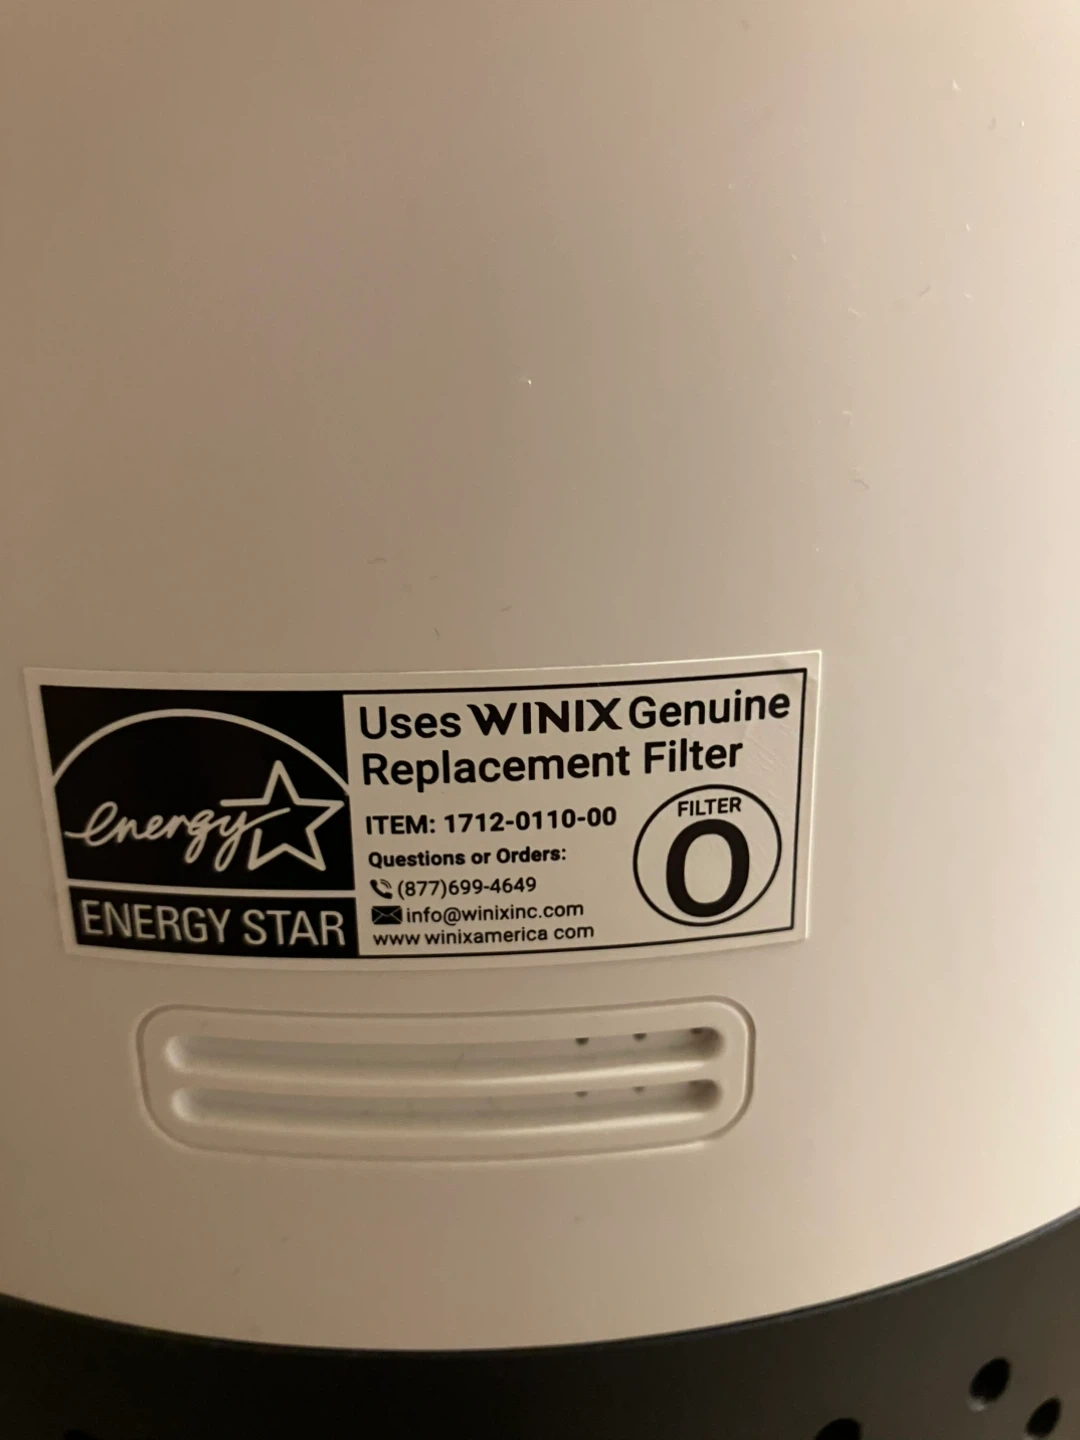 energy
ENERGY STAR
Uses WINIX Genuine
Replacement Filter
ITEM: 1712-0110-00
Questions or Orders:
(877)699-4649
info@winixinc.com
www winixamerica com
FILTER
O